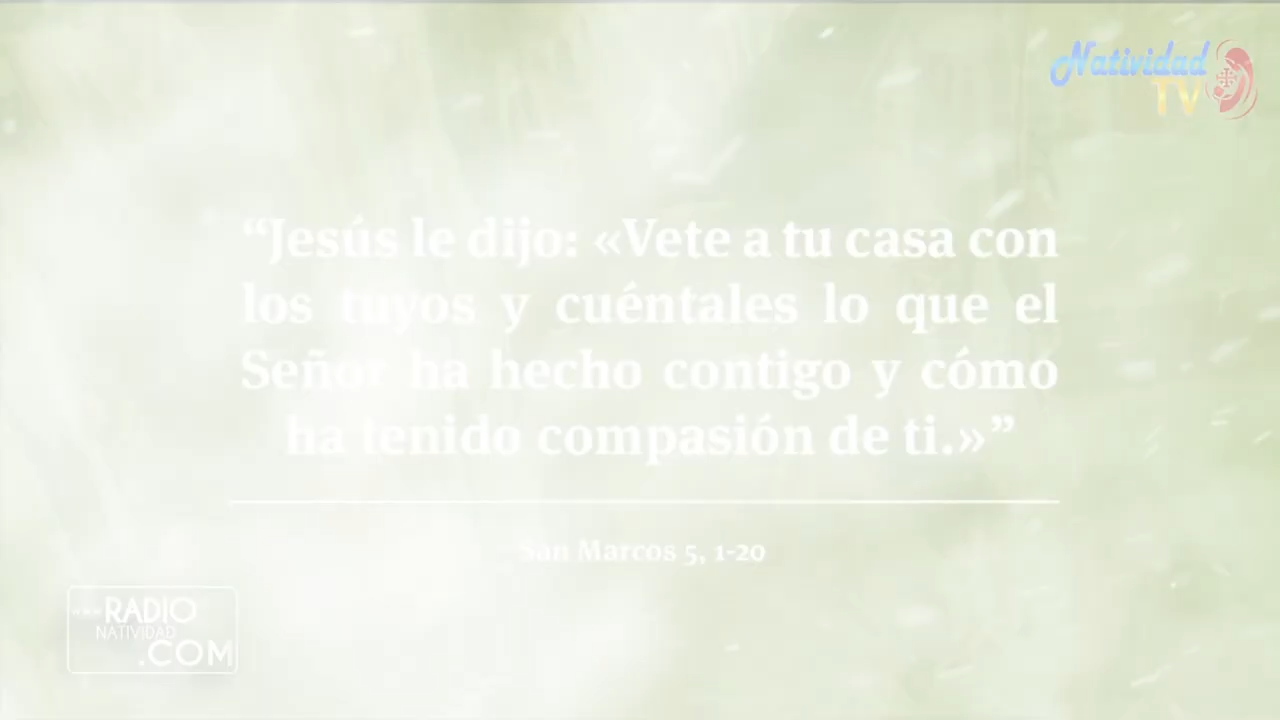 Natividad
TV
“Jesús le dijo: «Vete a tu casa con
los tuyos y cuéntales lo que el
Señor ha hecho contigo y cómo
ha tenido compasión de ti.»”
San Marcos 5, 1-20
www.RADIO
NATIVIDAD
.COM